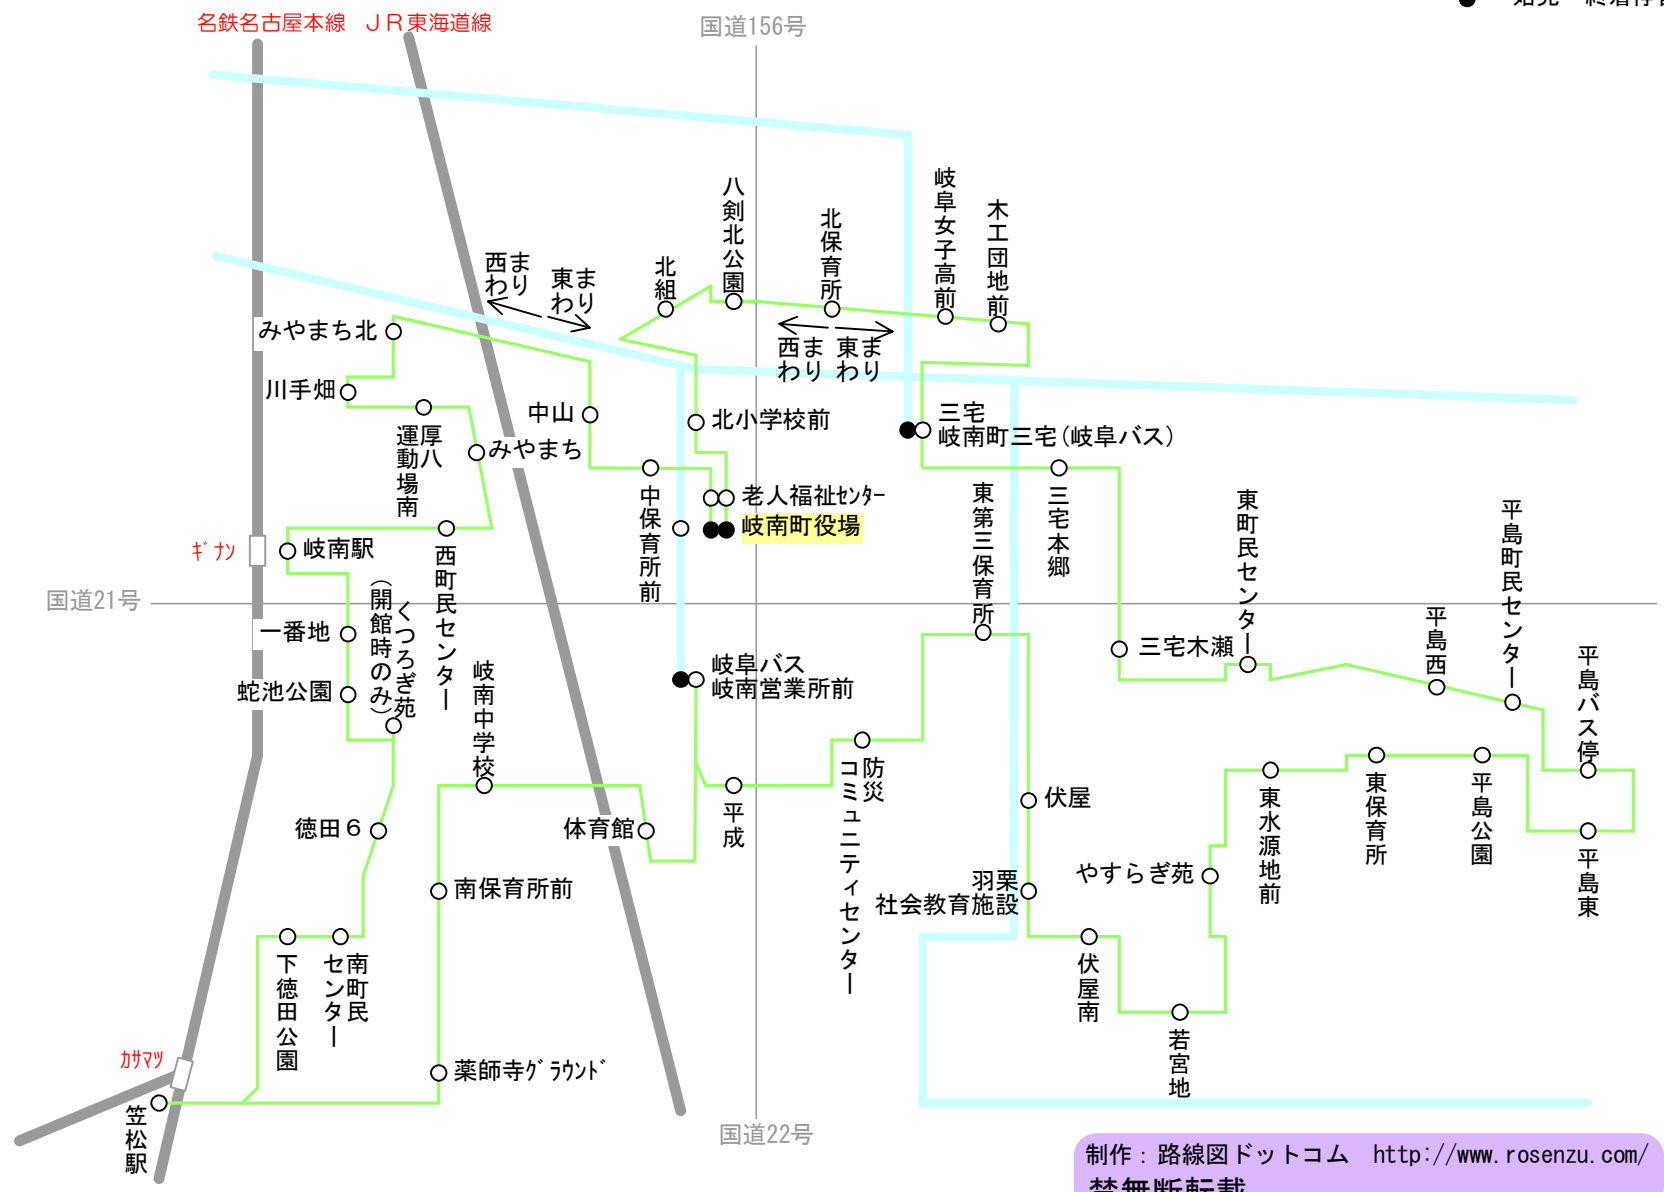 名鉄名古屋本線
ＪＲ東海道線
国道156号
八剣北公園
北保育所
岐阜女子高前
木工団地前
北組
西まわり
東まわり
みやまち北
西まわり
東まわり
川手畑
中山
北小学校前
三宅
岐南町三宅(岐阜バス)
厚八
運動場南
みやまち
中保育所前
老人福祉ｾﾝﾀｰ
岐南町役場
東第三保育所
三宅本郷
東町民センター
平島町民センター
ｷﾞﾅﾝ
岐南駅
西町民センター
国道21号
くつろぎ苑
(開館時のみ)
一番地
三宅木瀬
平島西
平島バス停
蛇池公園
岐南中学校
岐阜バス
岐南営業所前
防災
コミュニティセンター
平成
伏屋
東水源地前
東保育所
平島公園
平島東
徳田６
体育館
南保育所前
羽栗
社会教育施設
やすらぎ苑
下徳田公園
南町民
センター
伏屋南
若宮地
ｶｻﾏﾂ
薬師寺ｸﾞﾗｳﾝﾄﾞ
笠松駅
国道22号
制作：路線図ドットコム　http://www.rosenzu.com/
禁無断転載